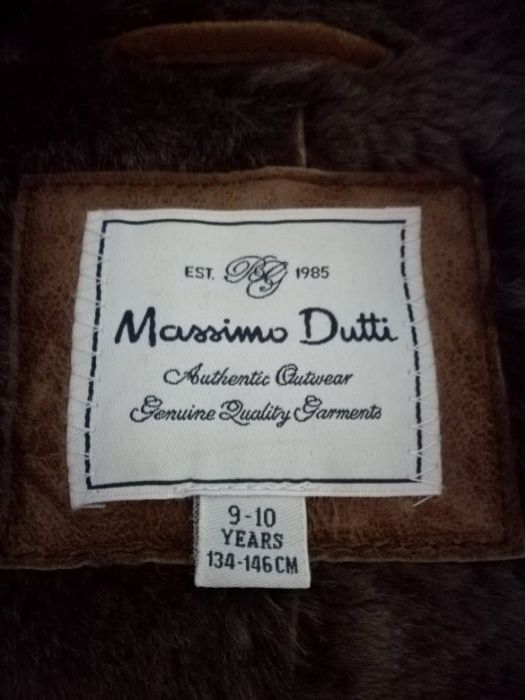 EST. B&G 1985
Massimo Dutti
Authentic Outwear
Genuine Quality Garments
9-10
YEARS
134-146CM